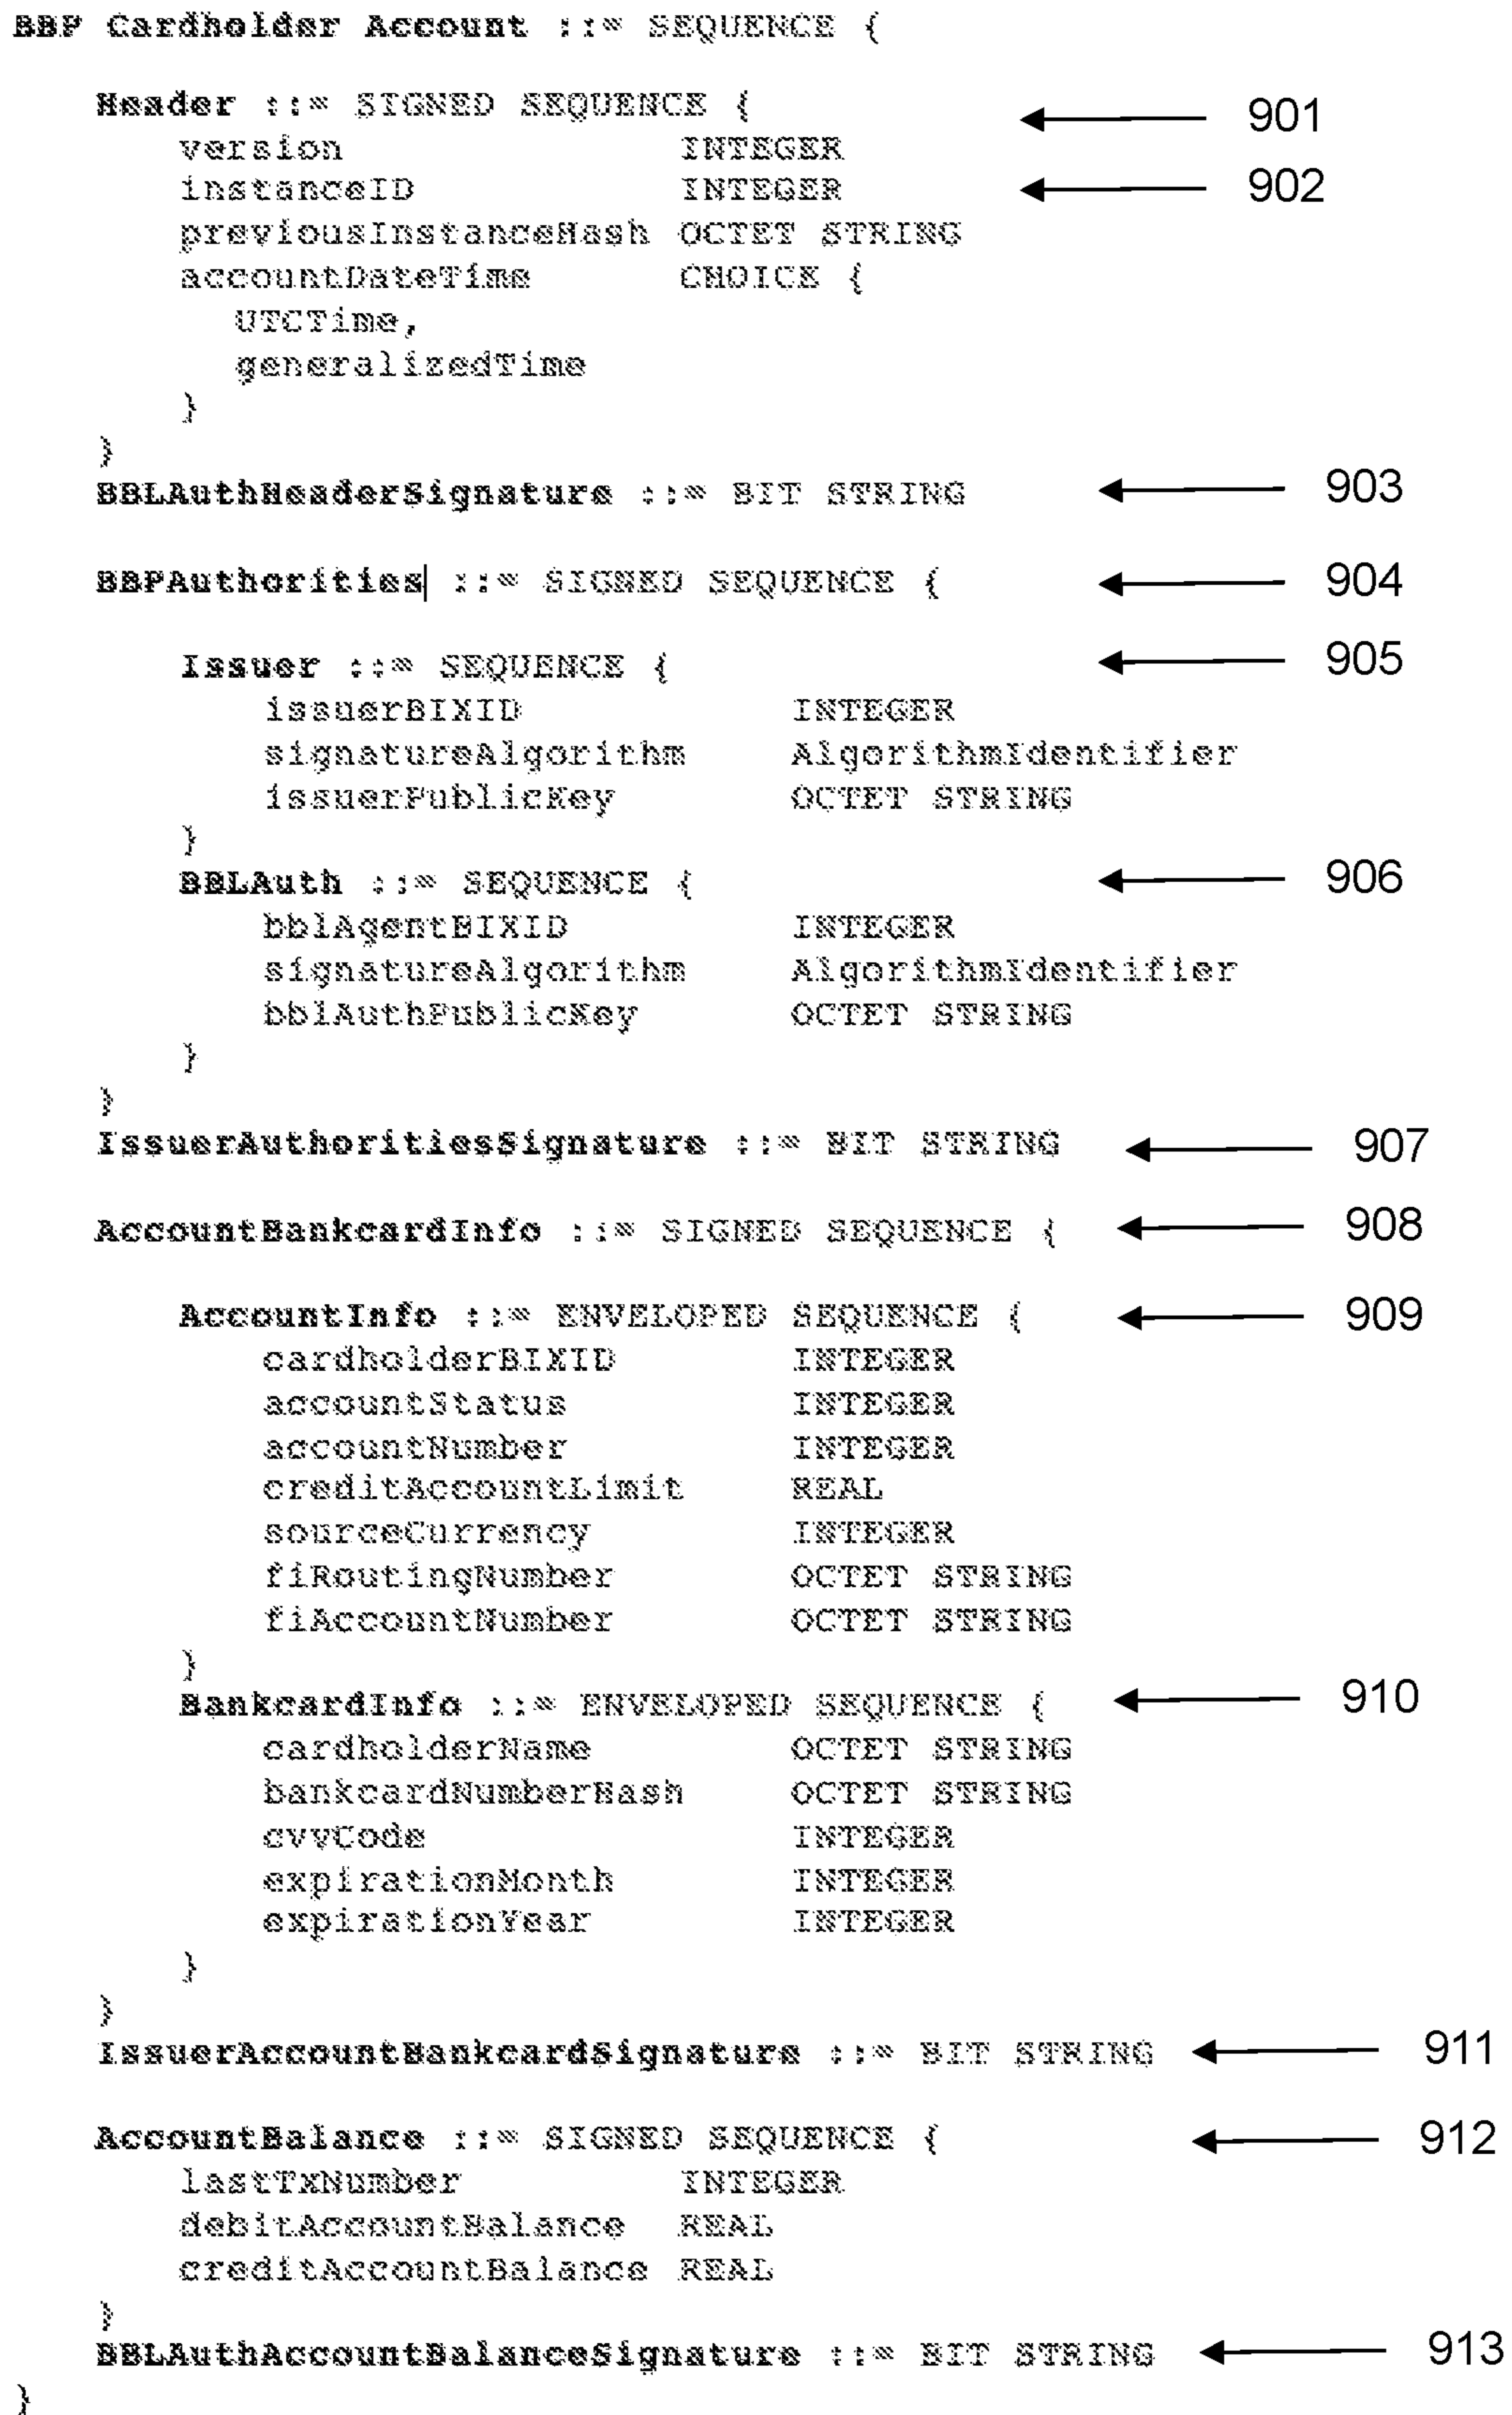 BBP Cardholder Account ::= SEQUENCE {
Header ::= SIGNED SEQUENCE { 901
version INTEGER
instanceID INTEGER 902
previousInstanceHash OCTET STRING
accountDateTime CHOICE {
UTCTime,
generalizedTime
}
}
BBLAuthHeaderSignature ::= BIT STRING 903
BBPAuthorities ::= SIGNED SEQUENCE { 904
Issuer ::= SEQUENCE { 905
issuerBIXID INTEGER
signatureAlgorithm AlgorithmIdentifier
issuerPublicKey OCTET STRING
}
BBLAuth ::= SEQUENCE { 906
bblAgentBIXID INTEGER
signatureAlgorithm AlgorithmIdentifier
bblAuthPublicKey OCTET STRING
}
}
IssuerAuthoritiesSignature ::= BIT STRING 907
AccountBankcardInfo ::= SIGNED SEQUENCE { 908
AccountInfo ::= ENVELOPED SEQUENCE { 909
cardholderBIXID INTEGER
accountStatus INTEGER
accountNumber INTEGER
creditAccountLimit REAL
sourceCurrency INTEGER
fiRoutingNumber OCTET STRING
fiAccountNumber OCTET STRING
}
BankcardInfo ::= ENVELOPED SEQUENCE { 910
cardholderName OCTET STRING
bankcardNumberHash OCTET STRING
cvvCode INTEGER
expirationMonth INTEGER
expirationYear INTEGER
}
}
IssuerAccountBankcardSignature ::= BIT STRING 911
AccountBalance ::= SIGNED SEQUENCE { 912
lastTxNumber INTEGER
debitAccountBalance REAL
creditAccountBalance REAL
}
BBLAuthAccountBalanceSignature ::= BIT STRING 913
}